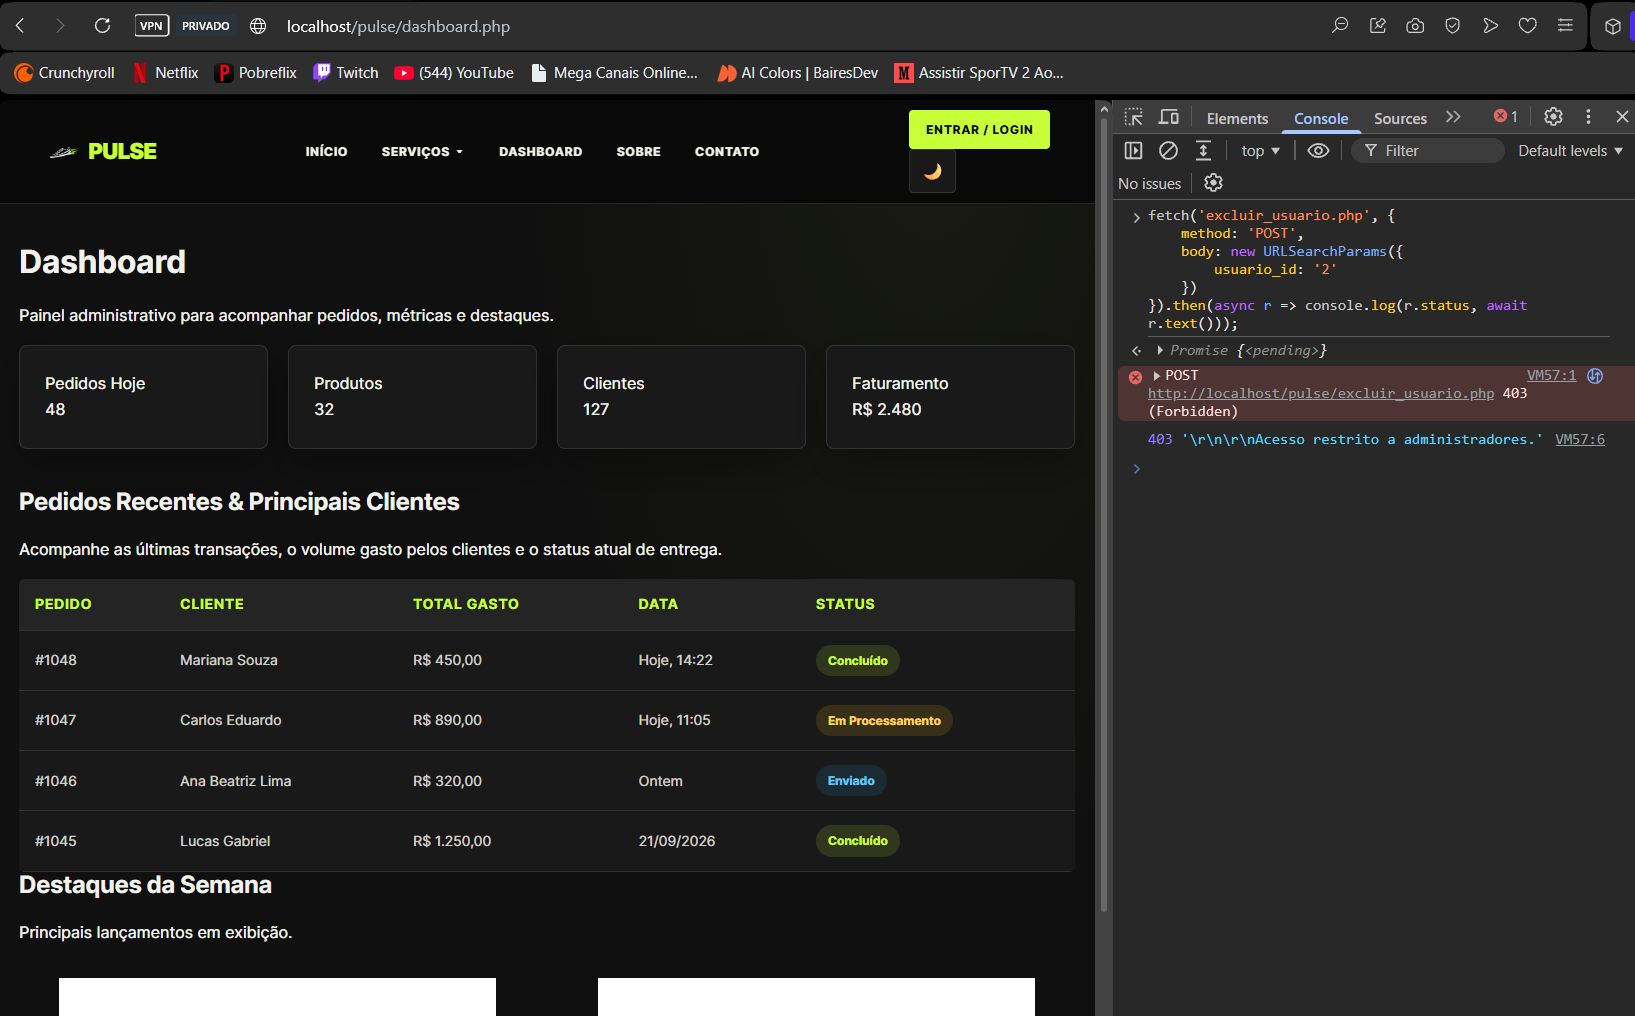 VPN PRIVADO localhost/pulse/dashboard.php
Crunchyroll Netflix Pobreflix Twitch (544) YouTube Mega Canais Online... AI Colors | BairesDev Assistir SporTV 2 Ao...
PULSE INÍCIO SERVIÇOS DASHBOARD SOBRE CONTATO ENTRAR / LOGIN
Dashboard
Painel administrativo para acompanhar pedidos, métricas e destaques.
Pedidos Hoje Produtos Clientes Faturamento
48 32 127 R$ 2.480
Pedidos Recentes & Principais Clientes
Acompanhe as últimas transações, o volume gasto pelos clientes e o status atual de entrega.
PEDIDO CLIENTE TOTAL GASTO DATA STATUS
#1048 Mariana Souza R$ 450,00 Hoje, 14:22 Concluído
#1047 Carlos Eduardo R$ 890,00 Hoje, 11:05 Em Processamento
#1046 Ana Beatriz Lima R$ 320,00 Ontem Enviado
#1045 Lucas Gabriel R$ 1.250,00 21/09/2026 Concluído
Destaques da Semana
Principais lançamentos em exibição.
Elements Console Sources 1
top Filter Default levels
No issues
fetch('excluir_usuario.php', {
method: 'POST',
body: new URLSearchParams({
usuario_id: '2'
})
}).then(async r => console.log(r.status, await
r.text()));
Promise {<pending>}
POST VM57:1
http://localhost/pulse/excluir_usuario.php 403
(Forbidden)
403 '\r\n\r\nAcesso restrito a administradores.' VM57:6